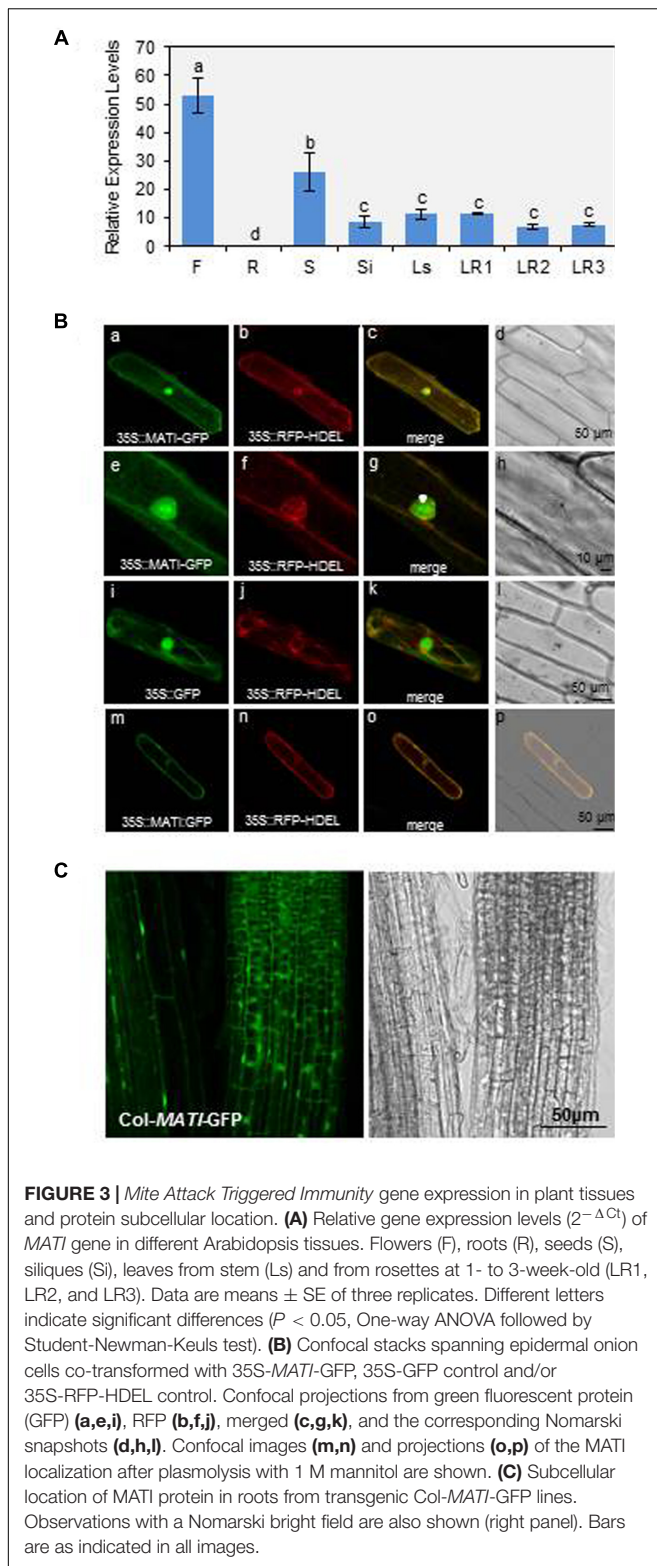 A
Relative Expression Levels
70
60
50
40
30
20
10
0
a
d
b
c
c
c
c
c
F R S Si Ls LR1 LR2 LR3
B
a
35S::MATI-GFP
b
35S::RFP-HDEL
c
merge
d
50 µm
e
35S::MATI-GFP
f
35S::RFP-HDEL
g
merge
h
10 µm
i
35S::GFP
j
35S::RFP-HDEL
k
merge
l
50 µm
m
35S::MATI:GFP
n
35S::RFP-HDEL
o
merge
p
50 µm
C
Col-MATI-GFP
50µm
FIGURE 3 | Mite Attack Triggered Immunity gene expression in plant tissues
and protein subcellular location. (A) Relative gene expression levels (2−ΔCt) of
MATI gene in different Arabidopsis tissues. Flowers (F), roots (R), seeds (S),
siliques (Si), leaves from stem (Ls) and from rosettes at 1- to 3-week-old (LR1,
LR2, and LR3). Data are means ± SE of three replicates. Different letters
indicate significant differences (P < 0.05, One-way ANOVA followed by
Student-Newman-Keuls test). (B) Confocal stacks spanning epidermal onion
cells co-transformed with 35S-MATI-GFP, 35S-GFP control and/or
35S-RFP-HDEL control. Confocal projections from green fluorescent protein
(GFP) (a,e,i), RFP (b,f,j), merged (c,g,k), and the corresponding Nomarski
snapshots (d,h,l). Confocal images (m,n) and projections (o,p) of the MATI
localization after plasmolysis with 1 M mannitol are shown. (C) Subcellular
location of MATI protein in roots from transgenic Col-MATI-GFP lines.
Observations with a Nomarski bright field are also shown (right panel). Bars
are as indicated in all images.